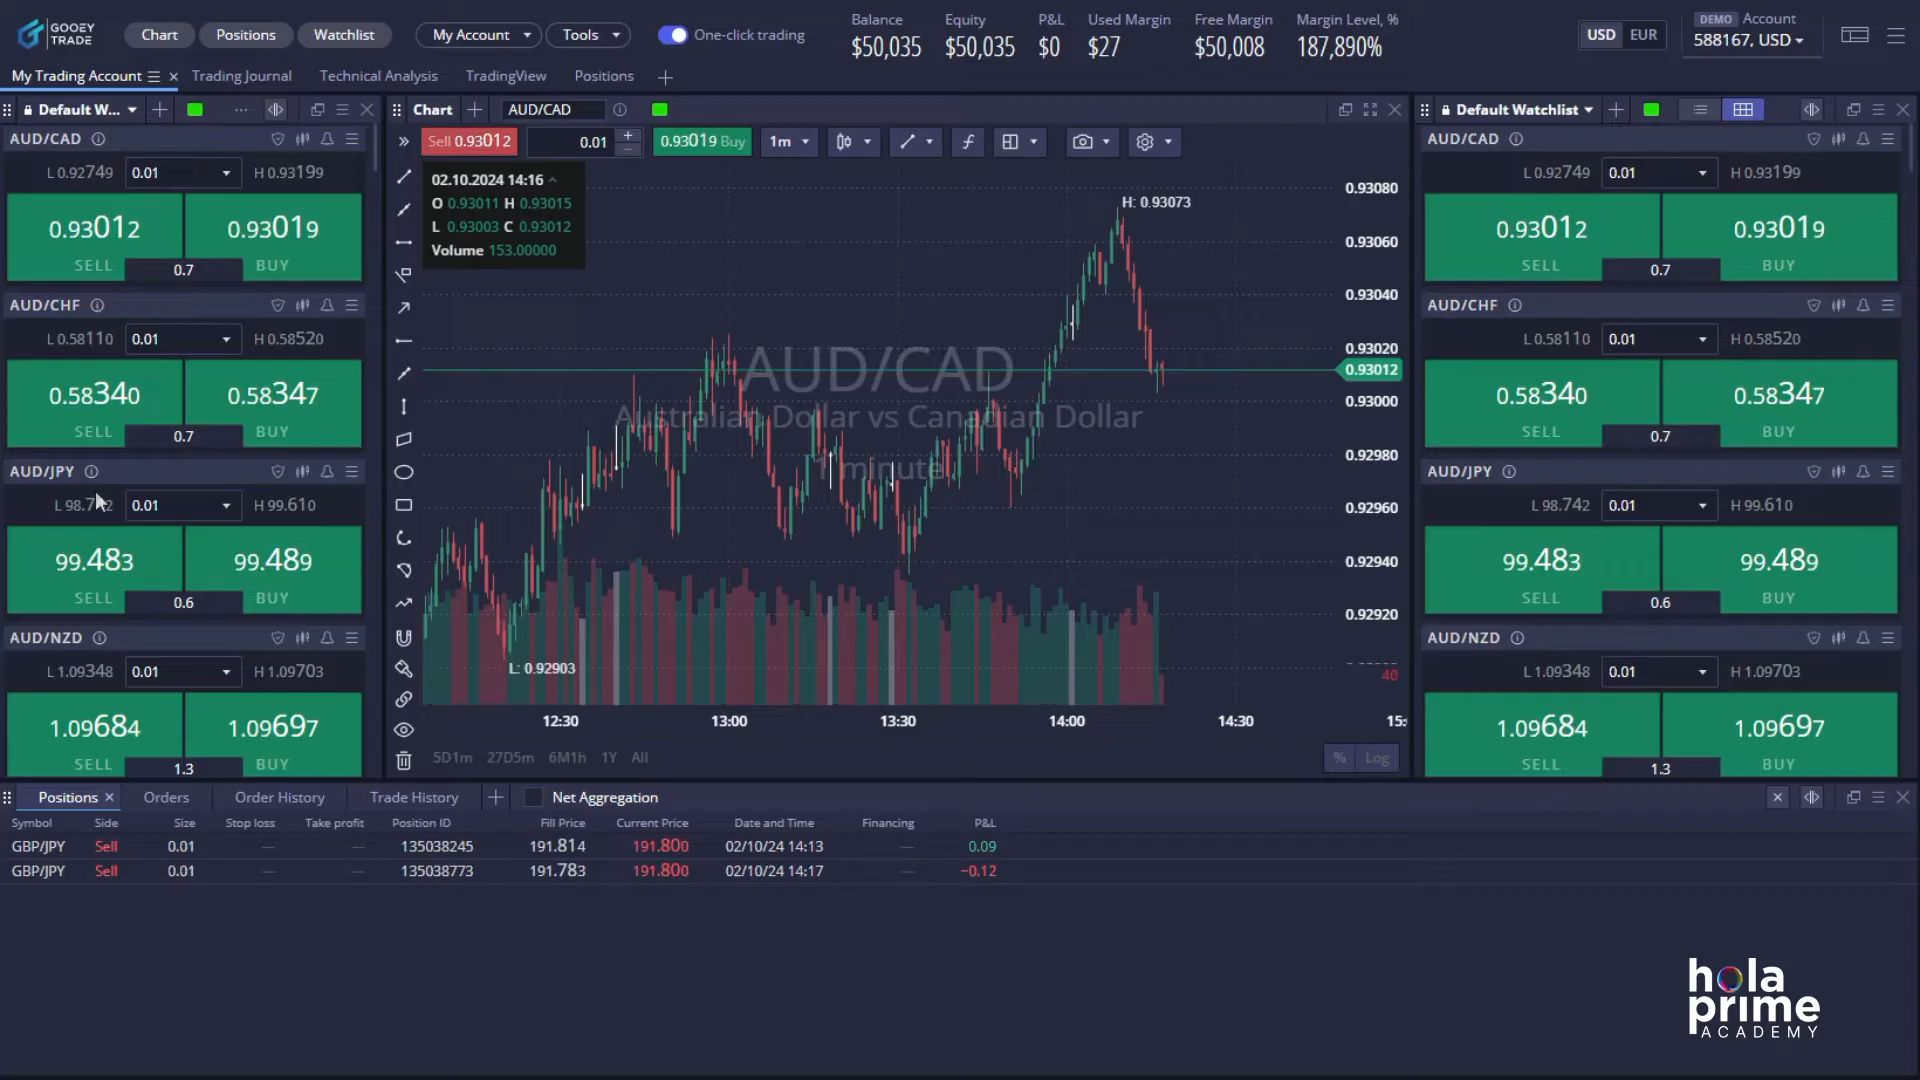 GOOEY TRADE
Chart Positions Watchlist My Account Tools One-click trading
Balance $50,035
Equity $50,035
P&L $0
Used Margin $27
Free Margin $50,008
Margin Level, % 187,890%
USD EUR
DEMO Account
588167, USD
My Trading Account Trading Journal Technical Analysis TradingView Positions
Default W...
AUD/CAD
L 0.92749 0.01 H 0.93199
0.93012 0.93019
SELL 0.7 BUY
AUD/CHF
L 0.58110 0.01 H 0.58520
0.58340 0.58347
SELL 0.7 BUY
AUD/JPY
0.01 H 99.610
99.483 99.489
SELL 0.6 BUY
AUD/NZD
L 1.09348 0.01 H 1.09703
1.09684 1.09697
SELL 1.3 BUY
Chart AUD/CAD
Sell 0.93012 0.01 0.93019 Buy 1m
02.10.2024 14:16
O 0.93011 H 0.93015
L 0.93003 C 0.93012
Volume 153.00000
AUD/CAD
Australian Dollar vs Canadian Dollar
1 minute
H: 0.93073
L: 0.92903
0.93080
0.93060
0.93040
0.93020
0.93012
0.93000
0.92980
0.92960
0.92940
0.92920
40
12:30 13:00 13:30 14:00 14:30 15:
5D1m 27D5m 6M1h 1Y All % Log
Default Watchlist
AUD/CAD
L 0.92749 0.01 H 0.93199
0.93012 0.93019
SELL 0.7 BUY
AUD/CHF
L 0.58110 0.01 H 0.58520
0.58340 0.58347
SELL 0.7 BUY
AUD/JPY
L 98.742 0.01 H 99.610
99.483 99.489
SELL 0.6 BUY
AUD/NZD
L 1.09348 0.01 H 1.09703
1.09684 1.09697
SELL 1.3 BUY
Positions Orders Order History Trade History Net Aggregation
Symbol Side Size Stop loss Take profit Position ID Fill Price Current Price Date and Time Financing P&L
GBP/JPY Sell 0.01 — — 135038245 191.814 191.800 02/10/24 14:13 — 0.09
GBP/JPY Sell 0.01 — — 135038773 191.783 191.800 02/10/24 14:17 — −0.12
hola
prime
ACADEMY